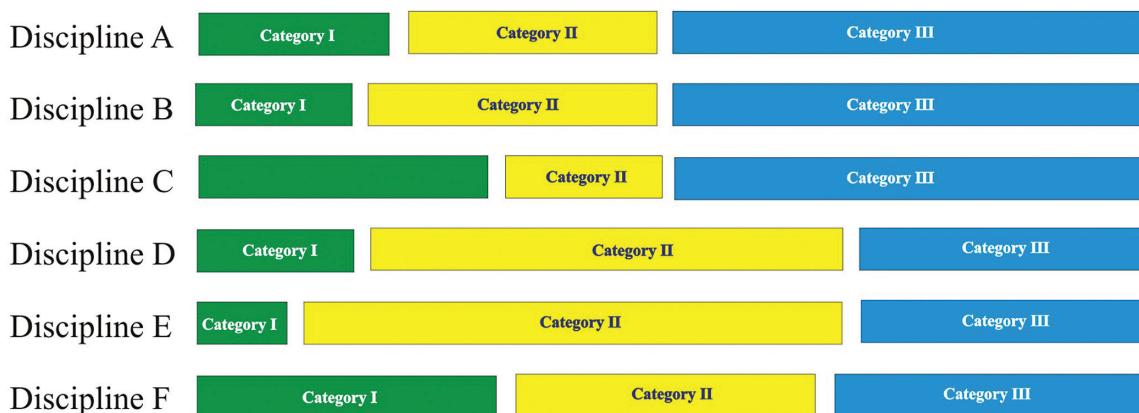 Discipline A Category I Category II Category III
Discipline B Category I Category II Category III
Discipline C Category II Category III
Discipline D Category I Category II Category III
Discipline E Category I Category II Category III
Discipline F Category I Category II Category III